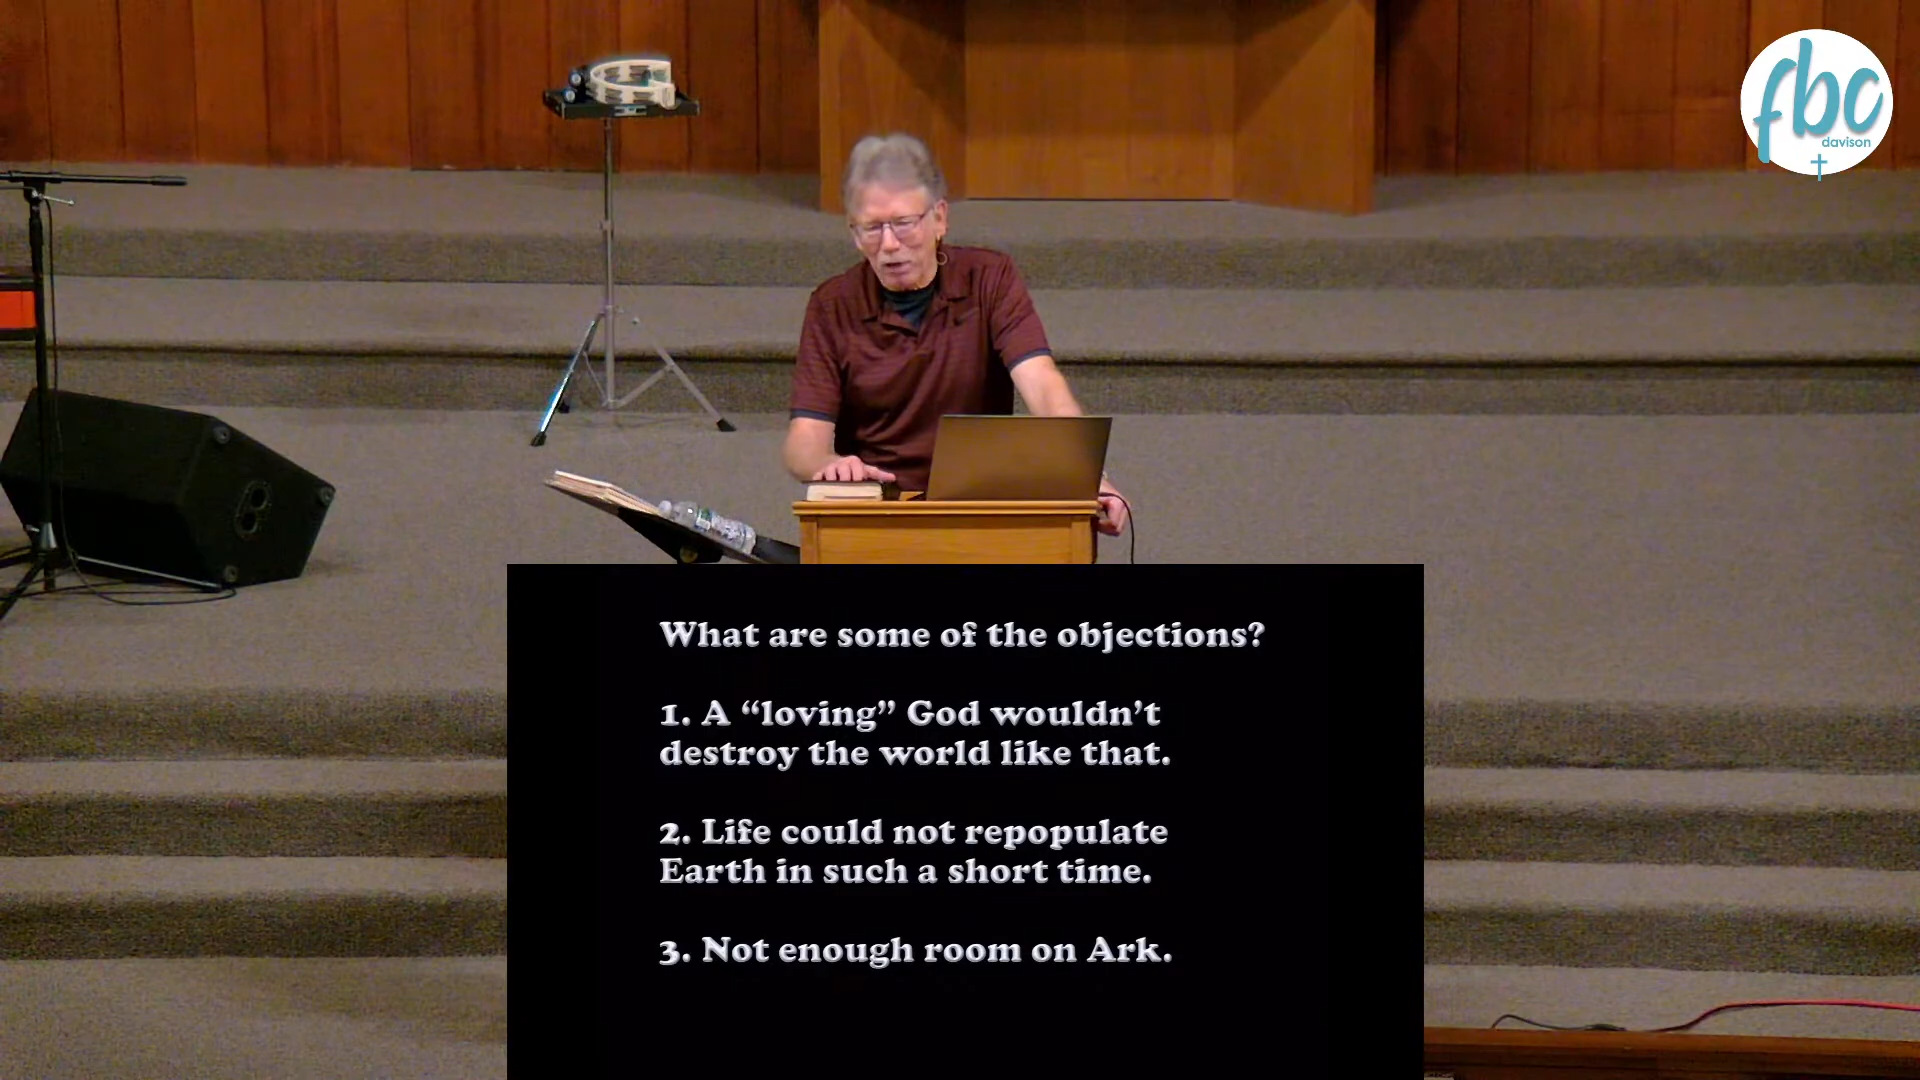 fbc
davison
What are some of the objections?
1. A “loving” God wouldn’t
destroy the world like that.
2. Life could not repopulate
Earth in such a short time.
3. Not enough room on Ark.